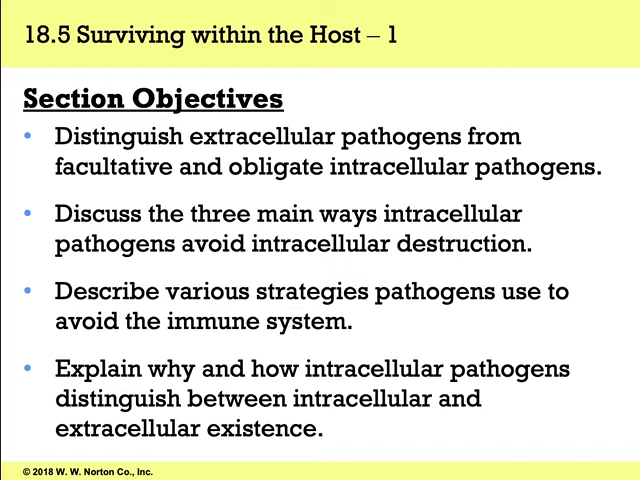 18.5 Surviving within the Host – 1
Section Objectives
• Distinguish extracellular pathogens from
facultative and obligate intracellular pathogens.
• Discuss the three main ways intracellular
pathogens avoid intracellular destruction.
• Describe various strategies pathogens use to
avoid the immune system.
• Explain why and how intracellular pathogens
distinguish between intracellular and
extracellular existence.
© 2018 W. W. Norton Co., Inc.